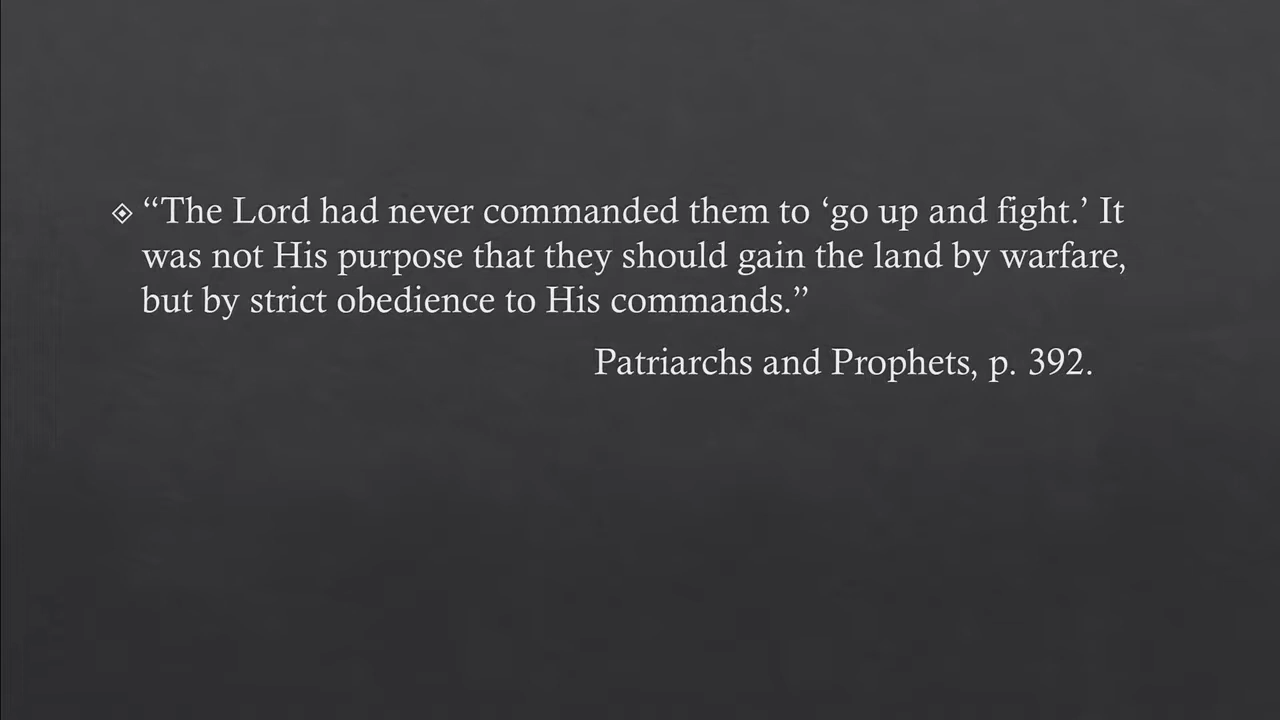 “The Lord had never commanded them to ‘go up and fight.’ It
was not His purpose that they should gain the land by warfare,
but by strict obedience to His commands.”
Patriarchs and Prophets, p. 392.